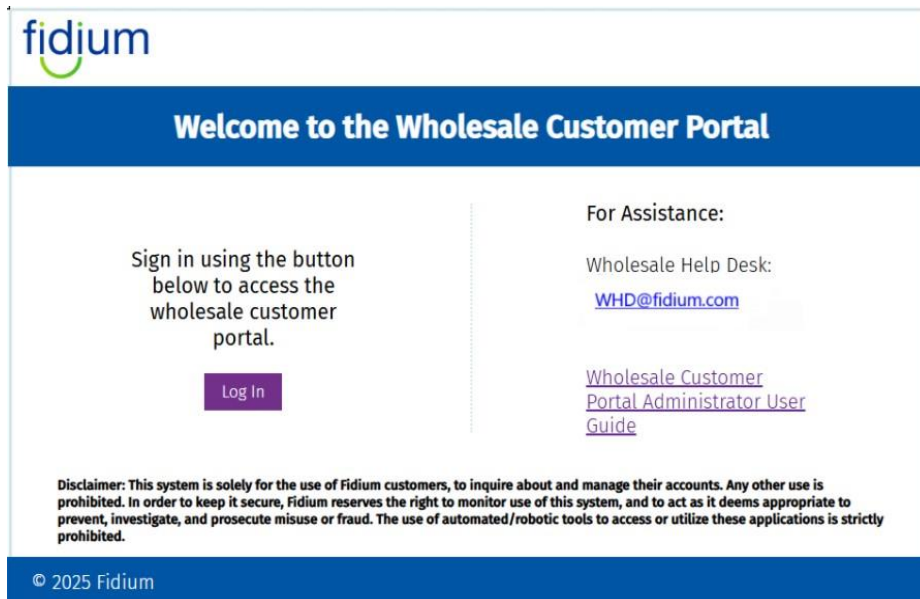 fidium
Welcome to the Wholesale Customer Portal
Sign in using the button
below to access the
wholesale customer
portal.
Log In
For Assistance:
Wholesale Help Desk:
WHD@fidium.com
Wholesale Customer
Portal Administrator User
Guide
Disclaimer: This system is solely for the use of Fidium customers, to inquire about and manage their accounts. Any other use is
prohibited. In order to keep it secure, Fidium reserves the right to monitor use of this system, and to act as it deems appropriate to
prevent, investigate, and prosecute misuse or fraud. The use of automated/robotic tools to access or utilize these applications is strictly
prohibited.
© 2025 Fidium